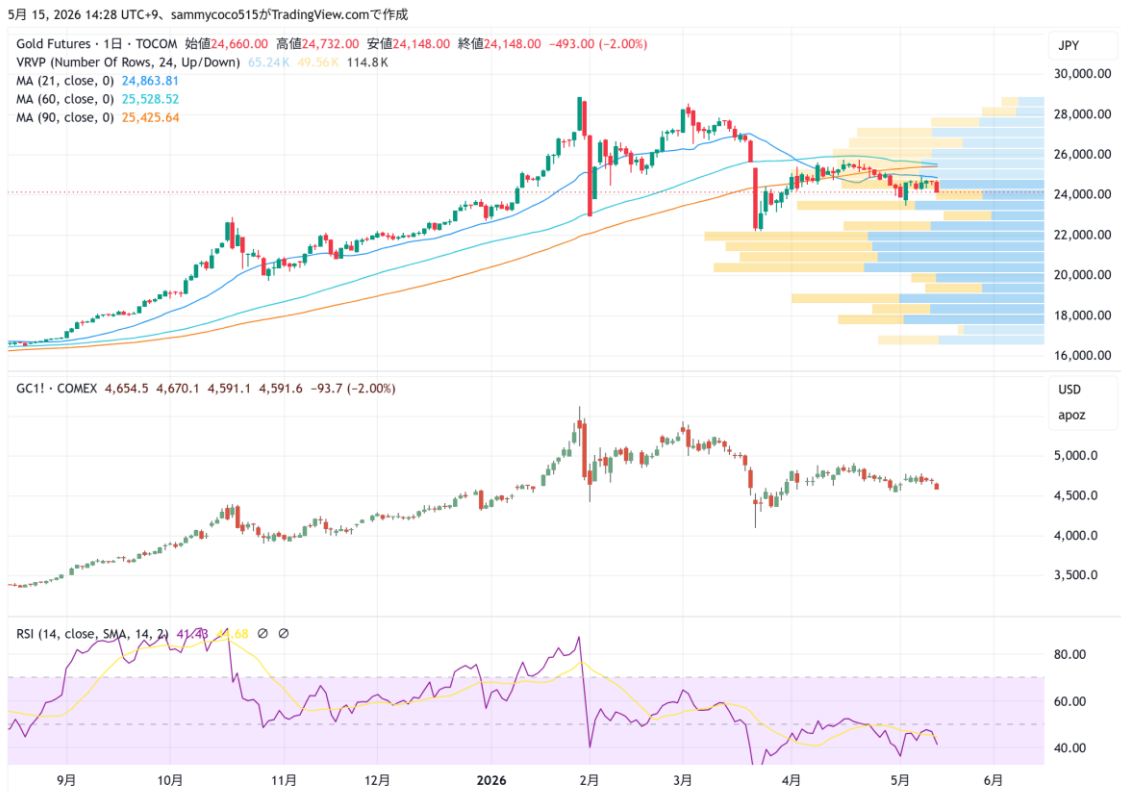 5月 15, 2026 14:28 UTC+9、sammycoco515がTradingView.comで作成
Gold Futures · 1日 · TOCOM 始値24,660.00 高値24,732.00 安値24,148.00 終値24,148.00 −493.00 (−2.00%)
JPY
VRVP (Number Of Rows, 24, Up/Down) 65.24K 49.56K 114.8K
MA (21, close, 0) 24,863.81
MA (60, close, 0) 25,528.52
MA (90, close, 0) 25,425.64
30,000.00
28,000.00
26,000.00
24,000.00
22,000.00
20,000.00
18,000.00
16,000.00
GC1! · COMEX 4,654.5 4,670.1 4,591.1 4,591.6 −93.7 (−2.00%)
USD
apoz
5,000.0
4,500.0
4,000.0
3,500.0
RSI (14, close, SMA, 14, 2) 41.43 .68 ∅ ∅
80.00
60.00
40.00
9月 10月 11月 12月 2026 2月 3月 4月 5月 6月